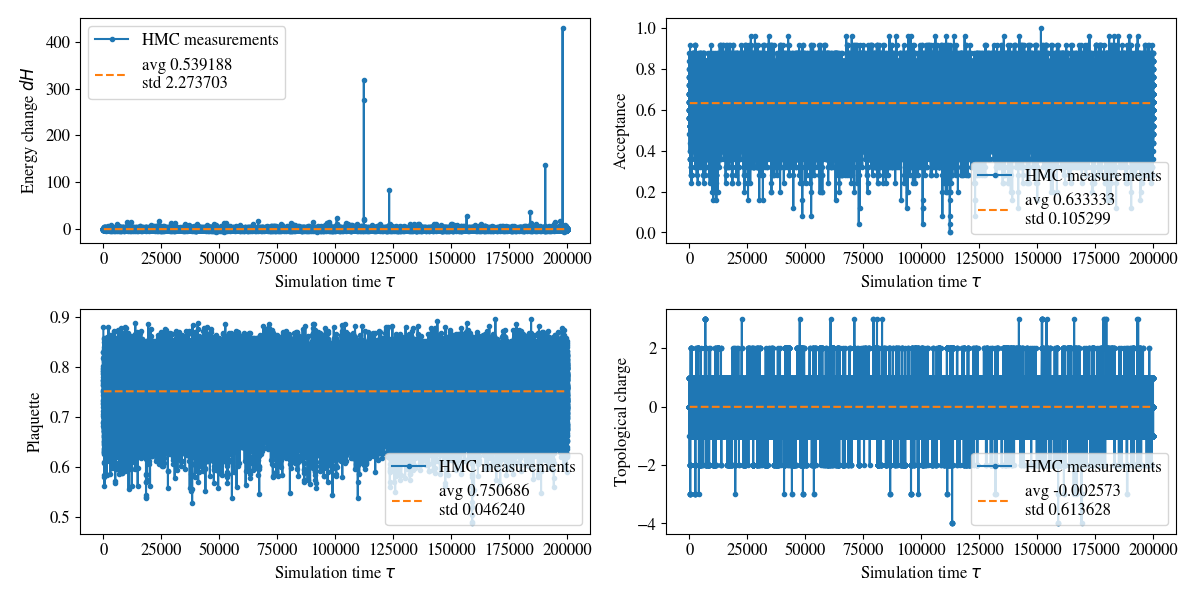 400
300
200
100
0
Energy change dH
HMC measurements
avg 0.539188
std 2.273703
0 25000 50000 75000 100000 125000 150000 175000 200000
Simulation time τ
1.0
0.8
0.6
0.4
0.2
0.0
Acceptance
HMC measurements
avg 0.633333
std 0.105299
0 25000 50000 75000 100000 125000 150000 175000 200000
Simulation time τ
0.9
0.8
0.7
0.6
0.5
Plaquette
HMC measurements
avg 0.750686
std 0.046240
0 25000 50000 75000 100000 125000 150000 175000 200000
Simulation time τ
2
0
−2
−4
Topological charge
HMC measurements
avg -0.002573
std 0.613628
0 25000 50000 75000 100000 125000 150000 175000 200000
Simulation time τ